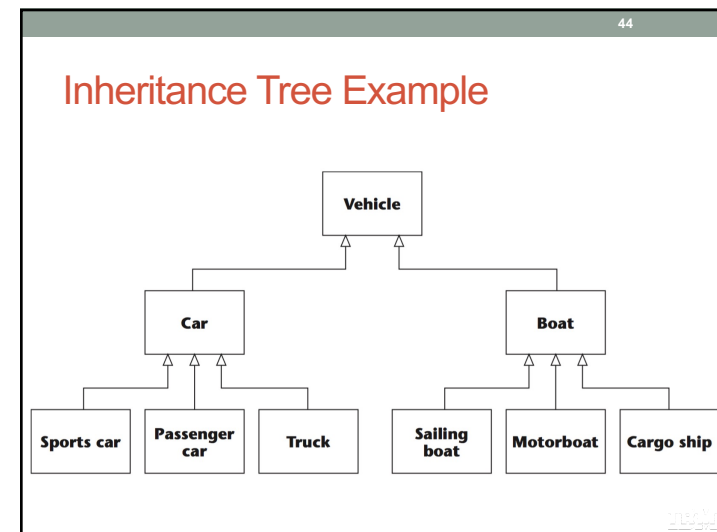 44
Inheritance Tree Example
Vehicle
Car
Boat
Sports car
Passenger
car
Truck
Sailing
boat
Motorboat
Cargo ship